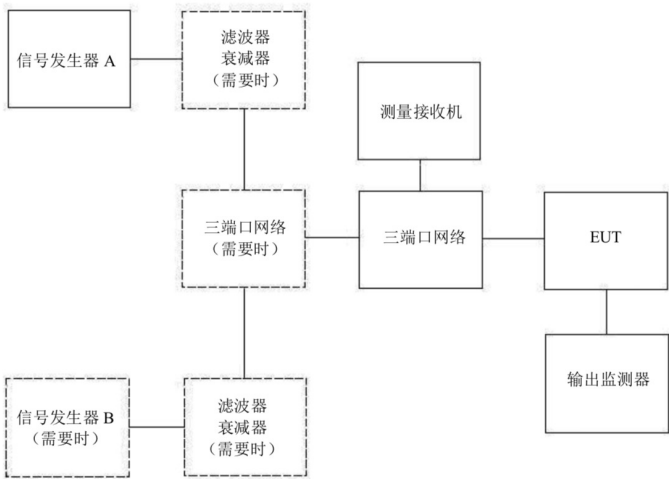 信号发生器 A
滤波器
衰减器
（需要时）
测量接收机
三端口网络
（需要时）
三端口网络
EUT
输出监测器
信号发生器 B
（需要时）
滤波器
衰减器
（需要时）